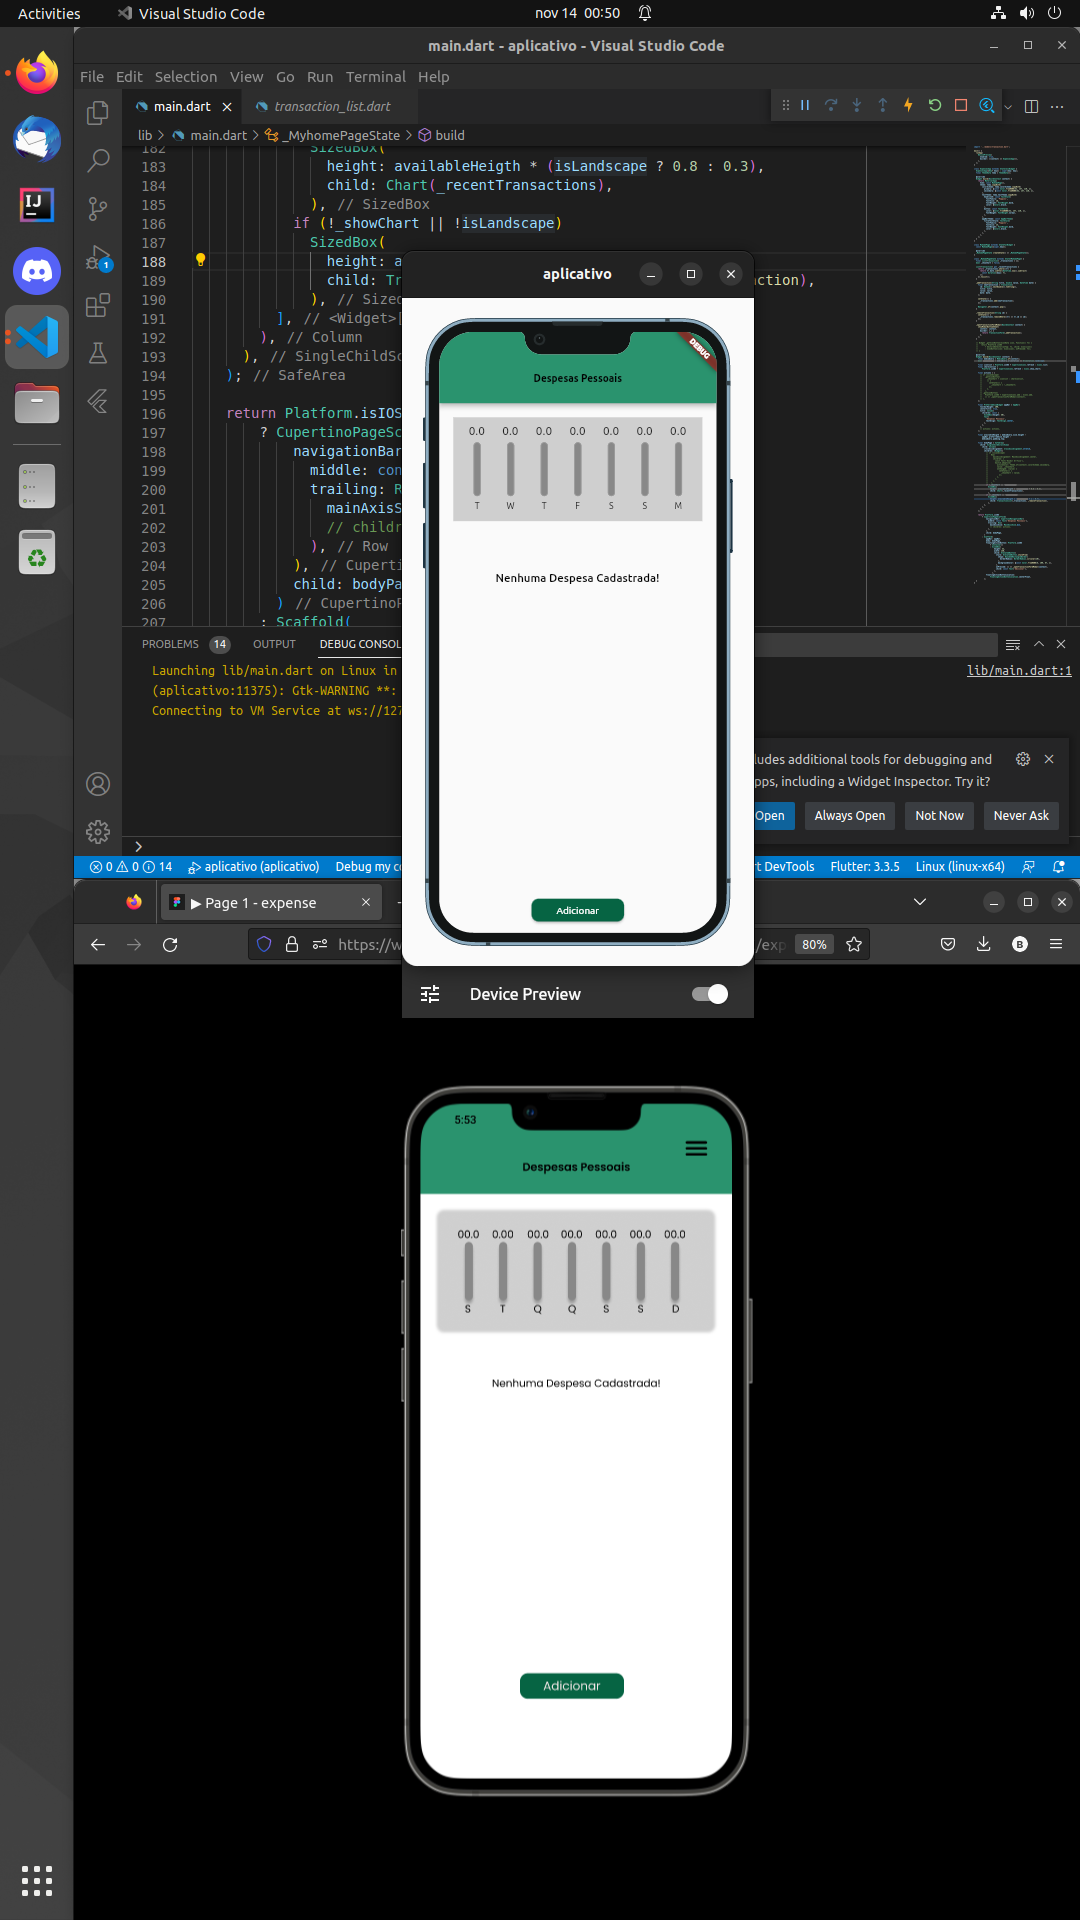 Activities
Visual Studio Code
nov 14 00:50
main.dart - aplicativo - Visual Studio Code
File Edit Selection View Go Run Terminal Help
main.dart
transaction_list.dart
lib > main.dart > _MyhomePageState > build
182 SizedBox(
183 height: availableHeigth * (isLandscape ? 0.8 : 0.3),
184 child: Chart(_recentTransactions),
185 ), // SizedBox
186 if (!_showChart || !isLandscape)
187 SizedBox(
188 height: a
189 child: Tr ction),
190 ), // Sized
191 ], // <Widget>[
192 ), // Column
193 ), // SingleChildSc
194 ); // SafeArea
195
196 return Platform.isIOS
197 ? CupertinoPageSc
198 navigationBar
199 middle: con
200 trailing: R
201 mainAxisS
202 // childr
203 ), // Row
204 ), // Cuperti
205 child: bodyPa
206 ) // CupertinoP
207 : Scaffold(
1
PROBLEMS 14 OUTPUT DEBUG CONSOL
Launching lib/main.dart on Linux in
lib/main.dart:1
(aplicativo:11375): Gtk-WARNING **:
Connecting to VM Service at ws://127
ludes additional tools for debugging and
pps, including a Widget Inspector. Try it?
Open
Always Open
Not Now
Never Ask
0 0 14 aplicativo (aplicativo) Debug my co t DevTools Flutter: 3.3.5 Linux (linux-x64)
aplicativo
DEBUG
Despesas Pessoais
0.0 0.0 0.0 0.0 0.0 0.0 0.0
T W T F S S M
Nenhuma Despesa Cadastrada!
Adicionar
Page 1 - expense
https://w /exp 80%
B
Device Preview
5:53
Despesas Pessoais
00.0 0.00 00.0 00.0 00.0 00.0 00.0
S T Q Q S S D
Nenhuma Despesa Cadastrada!
Adicionar
IJ